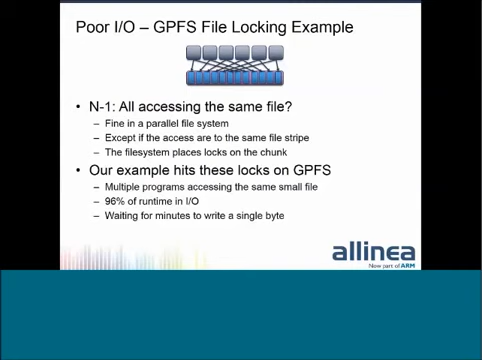 Poor I/O – GPFS File Locking Example
• N-1: All accessing the same file?
– Fine in a parallel file system
– Except if the access are to the same file stripe
– The filesystem places locks on the chunk
• Our example hits these locks on GPFS
– Multiple programs accessing the same small file
– 96% of runtime in I/O
– Waiting for minutes to write a single byte
allinea
Now part of ARM